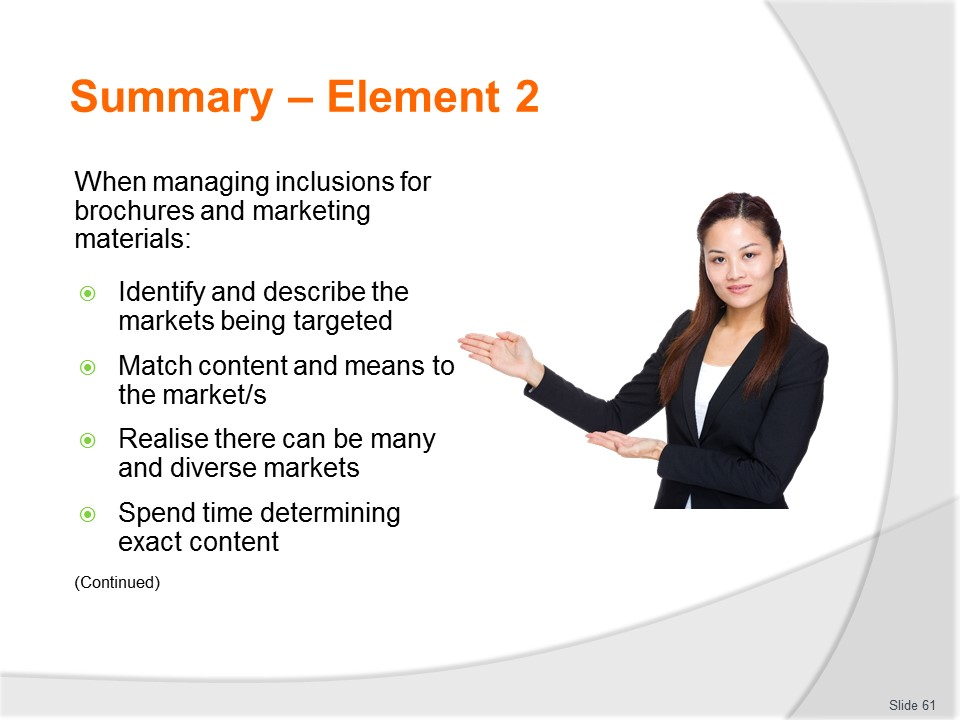 Summary – Element 2
When managing inclusions for
brochures and marketing
materials:
Identify and describe the
markets being targeted
Match content and means to
the market/s
Realise there can be many
and diverse markets
Spend time determining
exact content
(Continued)
Slide 61